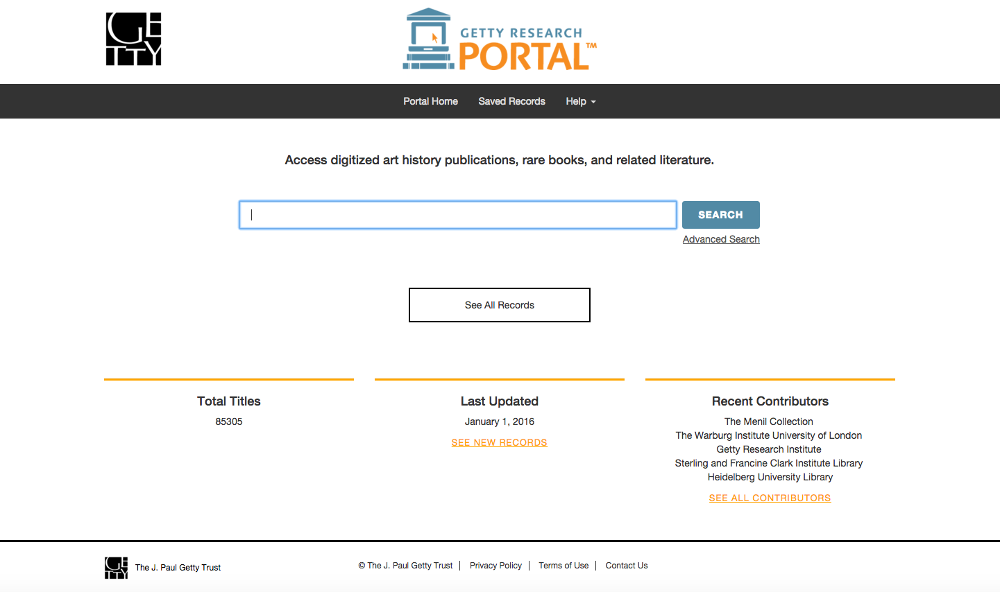 GE
TTY
GETTY RESEARCH
PORTAL™
Portal Home Saved Records Help
Access digitized art history publications, rare books, and related literature.
SEARCH
Advanced Search
See All Records
Total Titles
85305
Last Updated
January 1, 2016
SEE NEW RECORDS
Recent Contributors
The Menil Collection
The Warburg Institute University of London
Getty Research Institute
Sterling and Francine Clark Institute Library
Heidelberg University Library
SEE ALL CONTRIBUTORS
GE
TTY
The J. Paul Getty Trust
© The J. Paul Getty Trust | Privacy Policy | Terms of Use | Contact Us